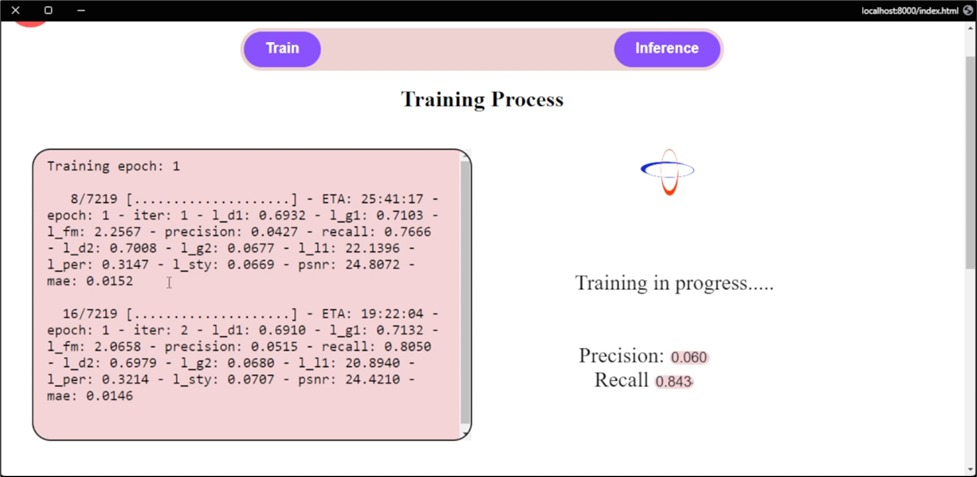 localhost:8000/index.html
Train
Inference
Training Process
Training epoch: 1
8/7219 [.....................] - ETA: 25:41:17 -
epoch: 1 - iter: 1 - l_d1: 0.6932 - l_g1: 0.7103 -
l_fm: 2.2567 - precision: 0.0427 - recall: 0.7666
- l_d2: 0.7008 - l_g2: 0.0677 - l_l1: 22.1396 -
l_per: 0.3147 - l_sty: 0.0669 - psnr: 24.8072 -
mae: 0.0152
16/7219 [.....................] - ETA: 19:22:04 -
epoch: 1 - iter: 2 - l_d1: 0.6910 - l_g1: 0.7132 -
l_fm: 2.0658 - precision: 0.0515 - recall: 0.8050
- l_d2: 0.6979 - l_g2: 0.0680 - l_l1: 20.8940 -
l_per: 0.3214 - l_sty: 0.0707 - psnr: 24.4210 -
mae: 0.0146
Training in progress.....
Precision: 0.060
Recall 0.843